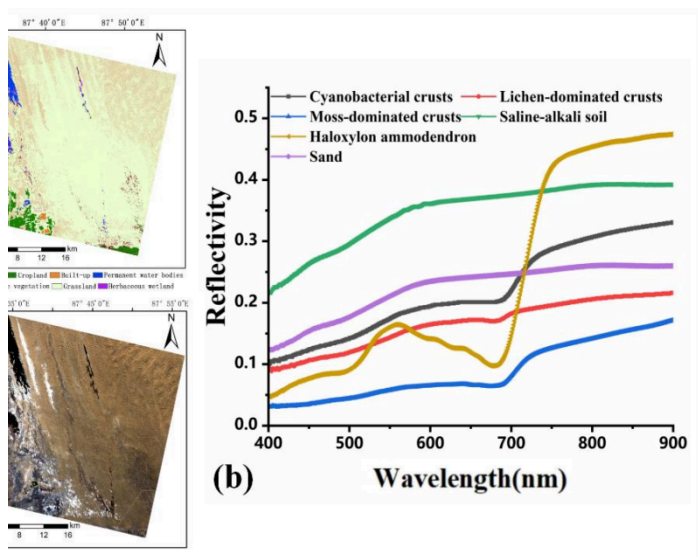 87° 40′0″E 87° 50′0″E
N
8 12 16 km
Cropland Built-up Permanent water bodies
vegetation Grassland Herbaceous wetland
87° 45′0″E 87° 55′0″E
N
8 12 16 km
Cyanobacterial crusts Lichen-dominated crusts
Moss-dominated crusts Saline-alkali soil
Haloxylon ammodendron
Sand
Reflectivity
0.5
0.4
0.3
0.2
0.1
0.0
400 500 600 700 800 900
(b) Wavelength(nm)